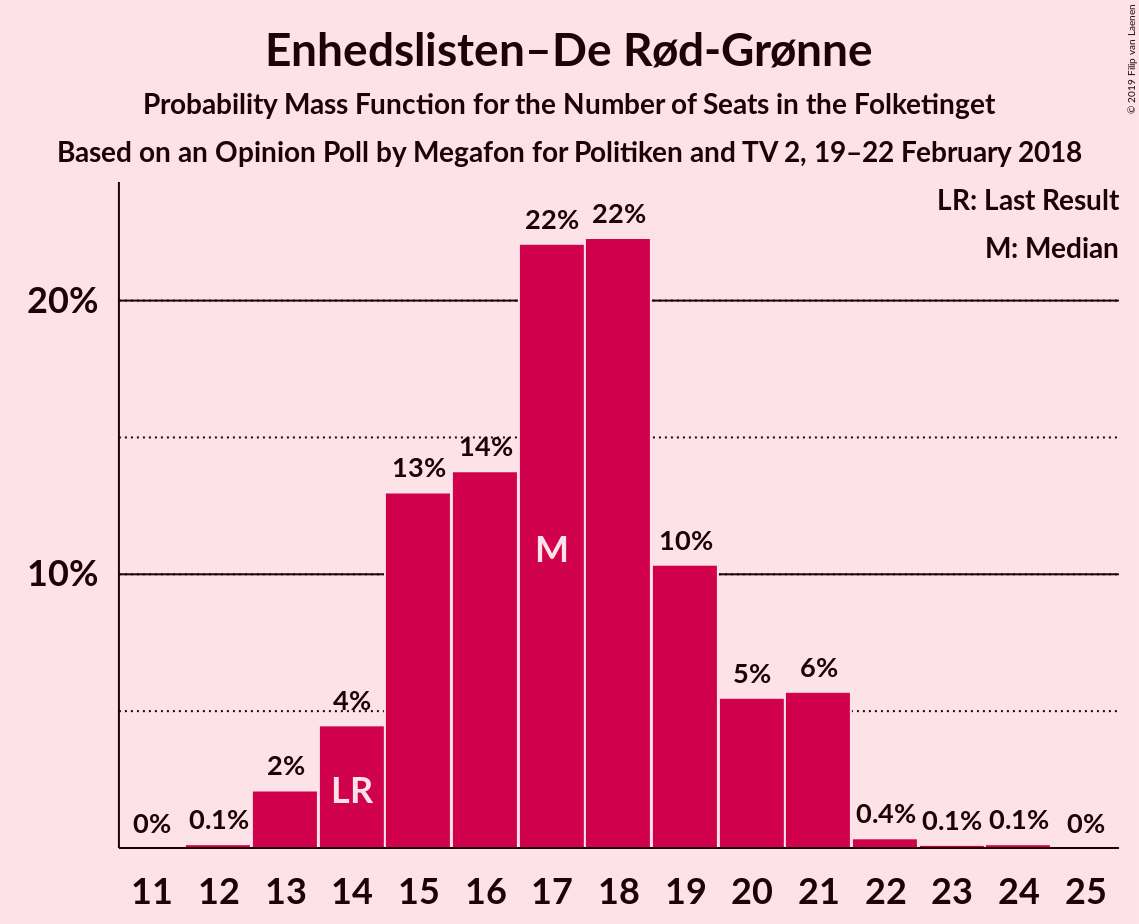 Enhedslisten–De Rød-Grønne
Probability Mass Function for the Number of Seats in the Folketinget
Based on an Opinion Poll by Megafon for Politiken and TV 2, 19–22 February 2018
© 2019 Filip van Laenen
LR: Last Result
M: Median
22% 22%
20%
14%
13%
M
10%
10%
5% 6%
4%
2%
LR
0% 0.1% 0.4% 0.1% 0.1% 0%
11 12 13 14 15 16 17 18 19 20 21 22 23 24 25